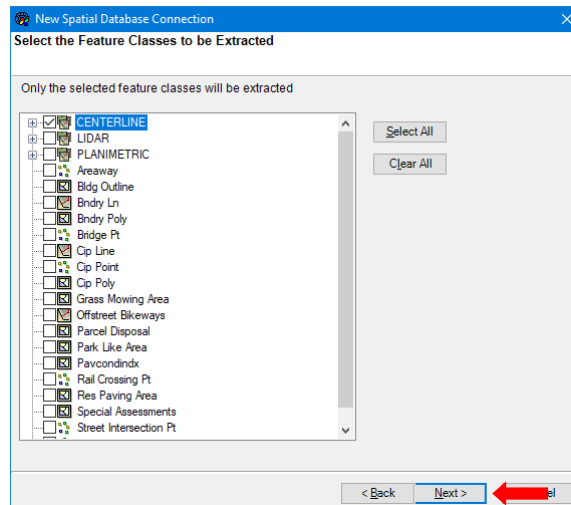 New Spatial Database Connection
Select the Feature Classes to be Extracted
Only the selected feature classes will be extracted
CENTERLINE
LIDAR
PLANIMETRIC
Areaway
Bldg Outline
Bndry Ln
Bndry Poly
Bridge Pt
Cip Line
Cip Point
Cip Poly
Grass Mowing Area
Offstreet Bikeways
Parcel Disposal
Park Like Area
Pavcondindx
Rail Crossing Pt
Res Paving Area
Special Assessments
Street Intersection Pt
Select All
Clear All
< Back Next >